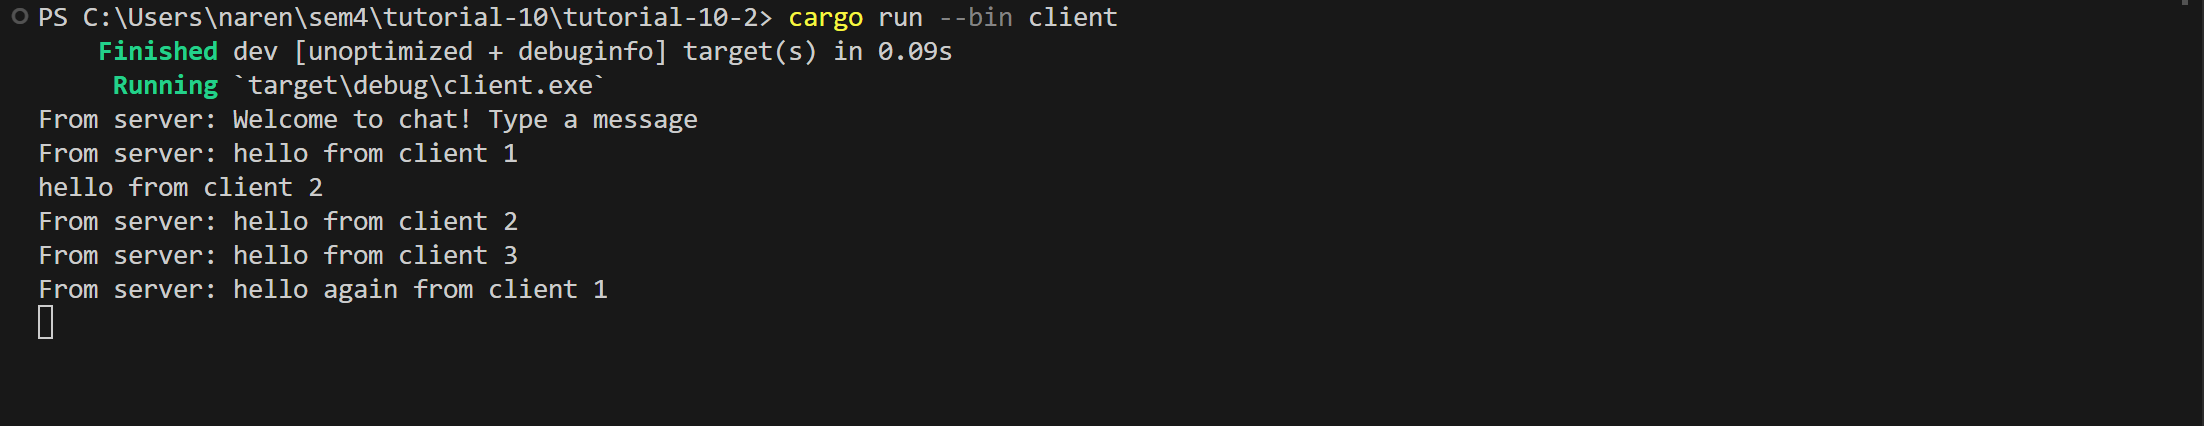 PS C:\Users\naren\sem4\tutorial-10\tutorial-10-2> cargo run --bin client
    Finished dev [unoptimized + debuginfo] target(s) in 0.09s
     Running `target\debug\client.exe`
From server: Welcome to chat! Type a message
From server: hello from client 1
hello from client 2
From server: hello from client 2
From server: hello from client 3
From server: hello again from client 1